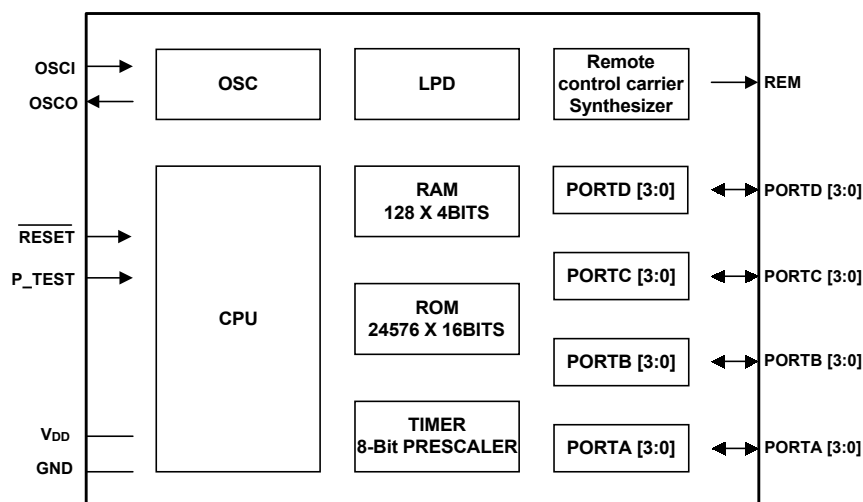 OSCI
OSCO
OSC
LPD
Remote
control carrier
Synthesizer
REM
RAM
128 X 4BITS
PORTD [3:0]
PORTD [3:0]
RESET
P_TEST
CPU
ROM
24576 X 16BITS
PORTC [3:0]
PORTC [3:0]
PORTB [3:0]
PORTB [3:0]
VDD
GND
TIMER
8-Bit PRESCALER
PORTA [3:0]
PORTA [3:0]